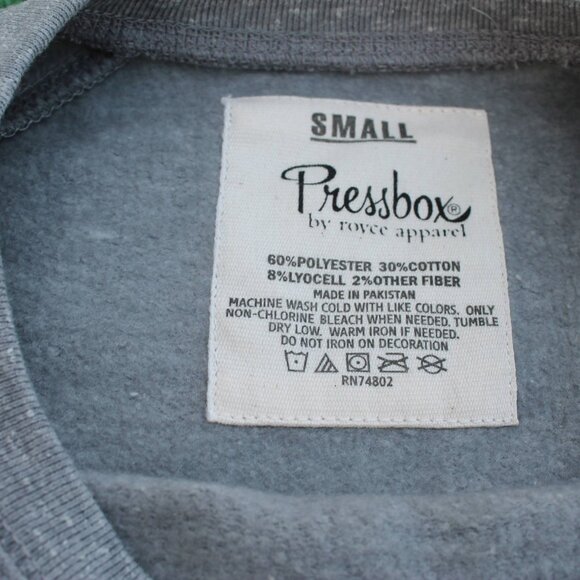 SMALL
Pressbox®
by royce apparel
60%POLYESTER 30%COTTON
8%LYOCELL 2%OTHER FIBER
MADE IN PAKISTAN
MACHINE WASH COLD WITH LIKE COLORS. ONLY
NON-CHLORINE BLEACH WHEN NEEDED. TUMBLE
DRY LOW. WARM IRON IF NEEDED.
DO NOT IRON ON DECORATION
RN74802